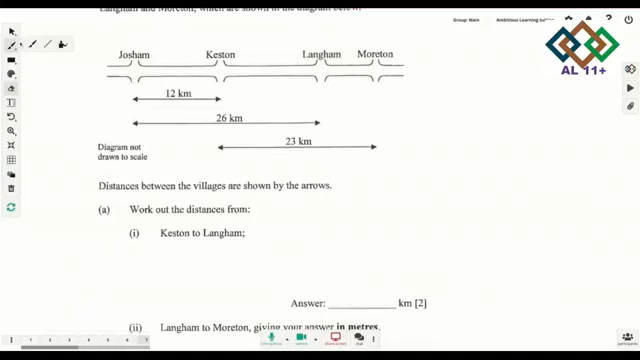 Langham and Moreton, which are shown in the diagram below.
Group: Main Ambitious Learning
AL 11+
Josham Keston Langham Moreton
12 km
26 km
23 km
Diagram not
drawn to scale
Distances between the villages are shown by the arrows.
(a) Work out the distances from:
(i) Keston to Langham;
Answer: ____________ km [2]
(ii) Langham to Moreton, giving your answer in metres.